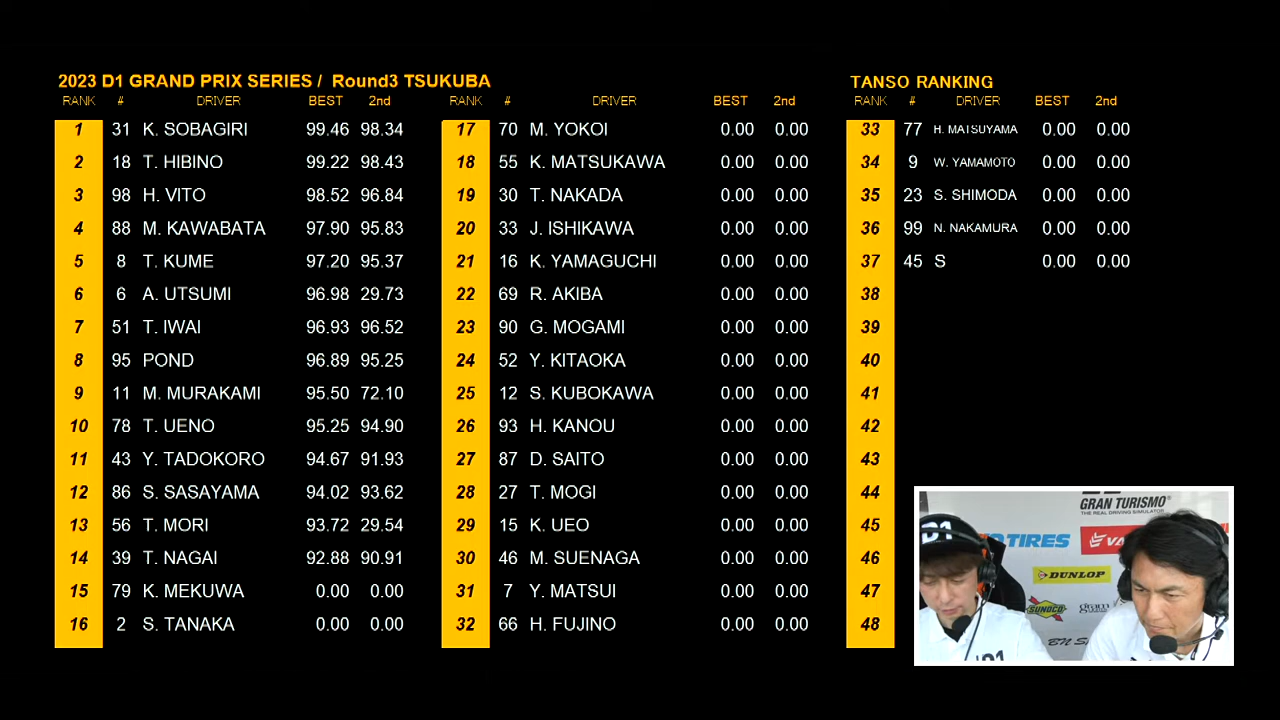 2023 D1 GRAND PRIX SERIES / Round3 TSUKUBA
RANK # DRIVER BEST 2nd
1 31 K. SOBAGIRI 99.46 98.34
2 18 T. HIBINO 99.22 98.43
3 98 H. VITO 98.52 96.84
4 88 M. KAWABATA 97.90 95.83
5 8 T. KUME 97.20 95.37
6 6 A. UTSUMI 96.98 29.73
7 51 T. IWAI 96.93 96.52
8 95 POND 96.89 95.25
9 11 M. MURAKAMI 95.50 72.10
10 78 T. UENO 95.25 94.90
11 43 Y. TADOKORO 94.67 91.93
12 86 S. SASAYAMA 94.02 93.62
13 56 T. MORI 93.72 29.54
14 39 T. NAGAI 92.88 90.91
15 79 K. MEKUWA 0.00 0.00
16 2 S. TANAKA 0.00 0.00
RANK # DRIVER BEST 2nd
17 70 M. YOKOI 0.00 0.00
18 55 K. MATSUKAWA 0.00 0.00
19 30 T. NAKADA 0.00 0.00
20 33 J. ISHIKAWA 0.00 0.00
21 16 K. YAMAGUCHI 0.00 0.00
22 69 R. AKIBA 0.00 0.00
23 90 G. MOGAMI 0.00 0.00
24 52 Y. KITAOKA 0.00 0.00
25 12 S. KUBOKAWA 0.00 0.00
26 93 H. KANOU 0.00 0.00
27 87 D. SAITO 0.00 0.00
28 27 T. MOGI 0.00 0.00
29 15 K. UEO 0.00 0.00
30 46 M. SUENAGA 0.00 0.00
31 7 Y. MATSUI 0.00 0.00
32 66 H. FUJINO 0.00 0.00
TANSO RANKING
RANK # DRIVER BEST 2nd
33 77 H. MATSUYAMA 0.00 0.00
34 9 W. YAMAMOTO 0.00 0.00
35 23 S. SHIMODA 0.00 0.00
36 99 N. NAKAMURA 0.00 0.00
37 45 S 0.00 0.00
38
39
40
41
42
43
44
45
46
47
48
GRAN TURISMO
THE REAL DRIVING SIMULATOR
D1
TIRES
VA
DUNLOP
SUNOCO
gram
BN S
D1